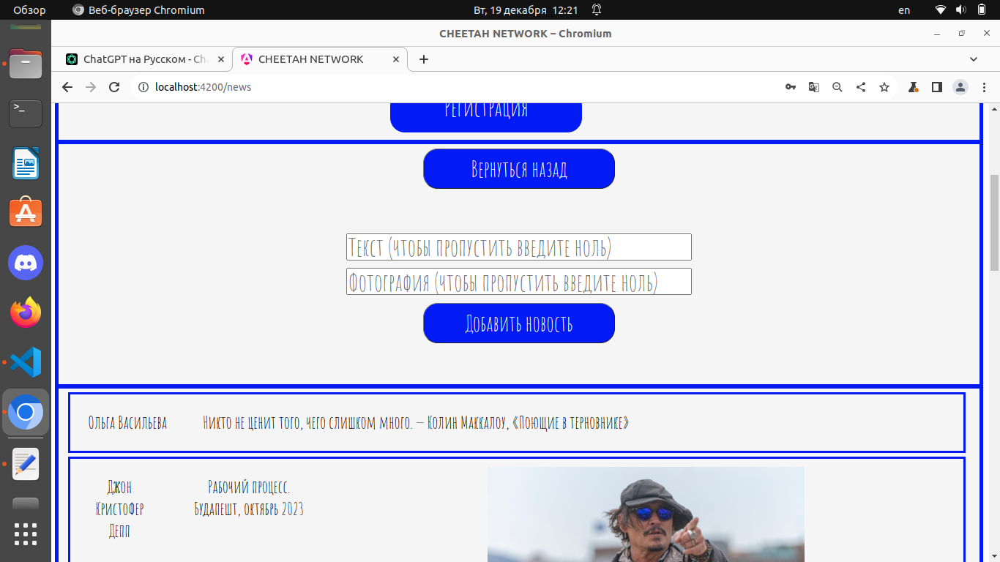 Обзор
Веб-браузер Chromium
Вт, 19 декабря 12:21
en
CHEETAH NETWORK – Chromium
ChatGPT на Русском - Ch
CHEETAH NETWORK
localhost:4200/news
Регистрация
Вернуться назад
Текст (чтобы пропустить введите ноль)
Фотография (чтобы пропустить введите ноль)
Добавить новость
Ольга Васильева
Никто не ценит того, чего слишком много. — Колин Маккалоу, «Поющие в терновнике»
Джон
Кристофер
Депп
Рабочий процесс.
Будапешт, октябрь 2023